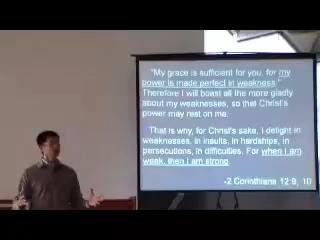 "My grace is sufficient for you, for my
power is made perfect in weakness."
Therefore I will boast all the more gladly
about my weaknesses, so that Christ's
power may rest on me.
That is why, for Christ's sake, I delight in
weaknesses, in insults, in hardships, in
persecutions, in difficulties. For when I am
weak, then I am strong.
-2 Corinthians 12:9, 10